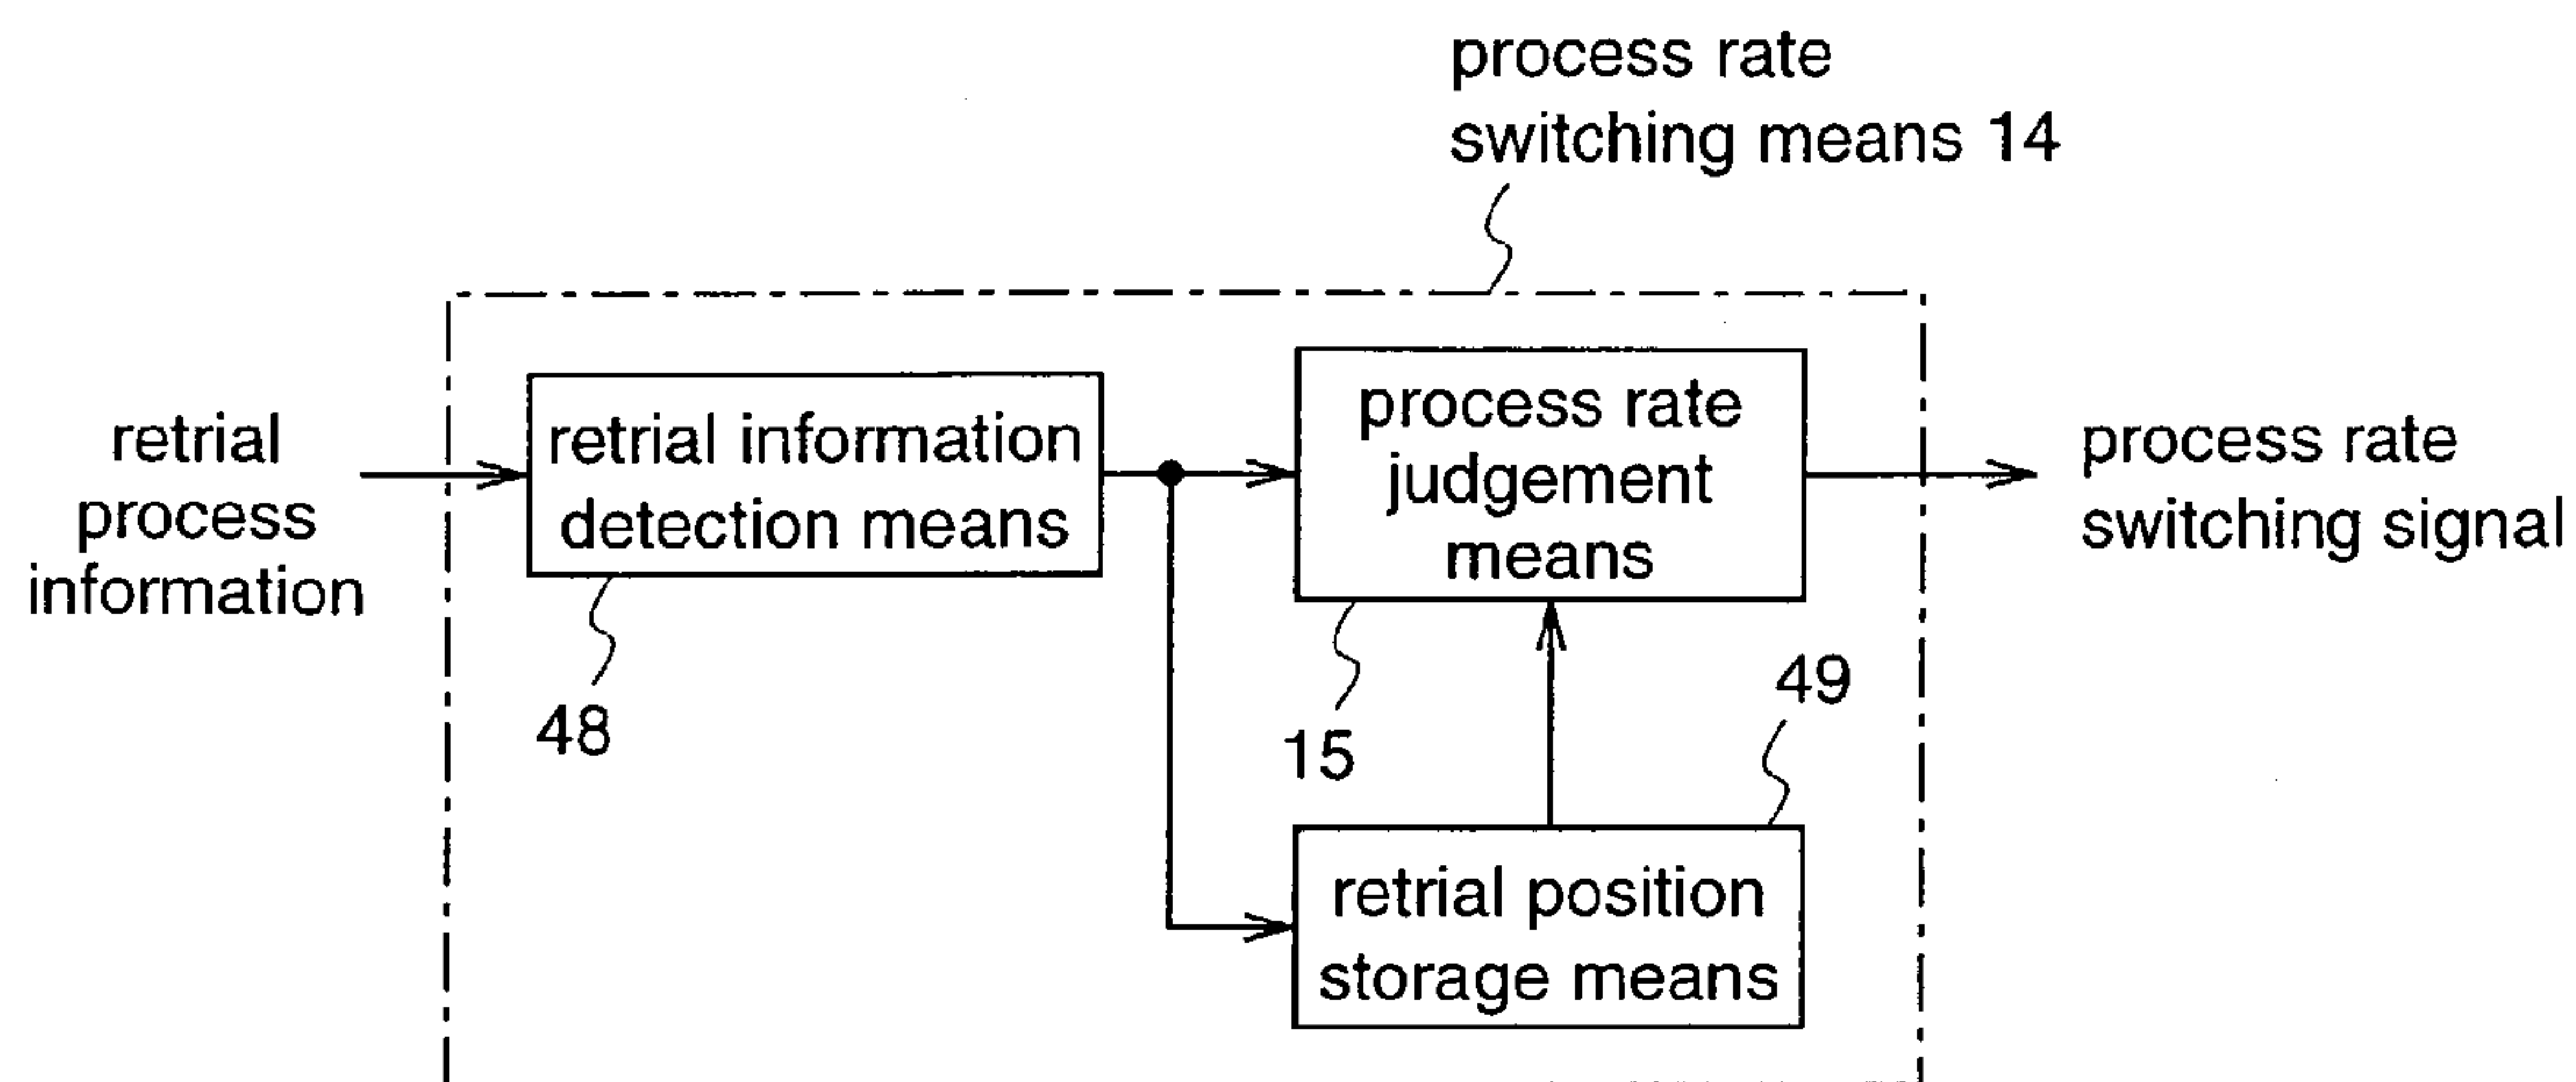 process rate
switching means 14
retrial
process
information
retrial information
detection means
48
process rate
judgement
means
15
process rate
switching signal
49
retrial position
storage means